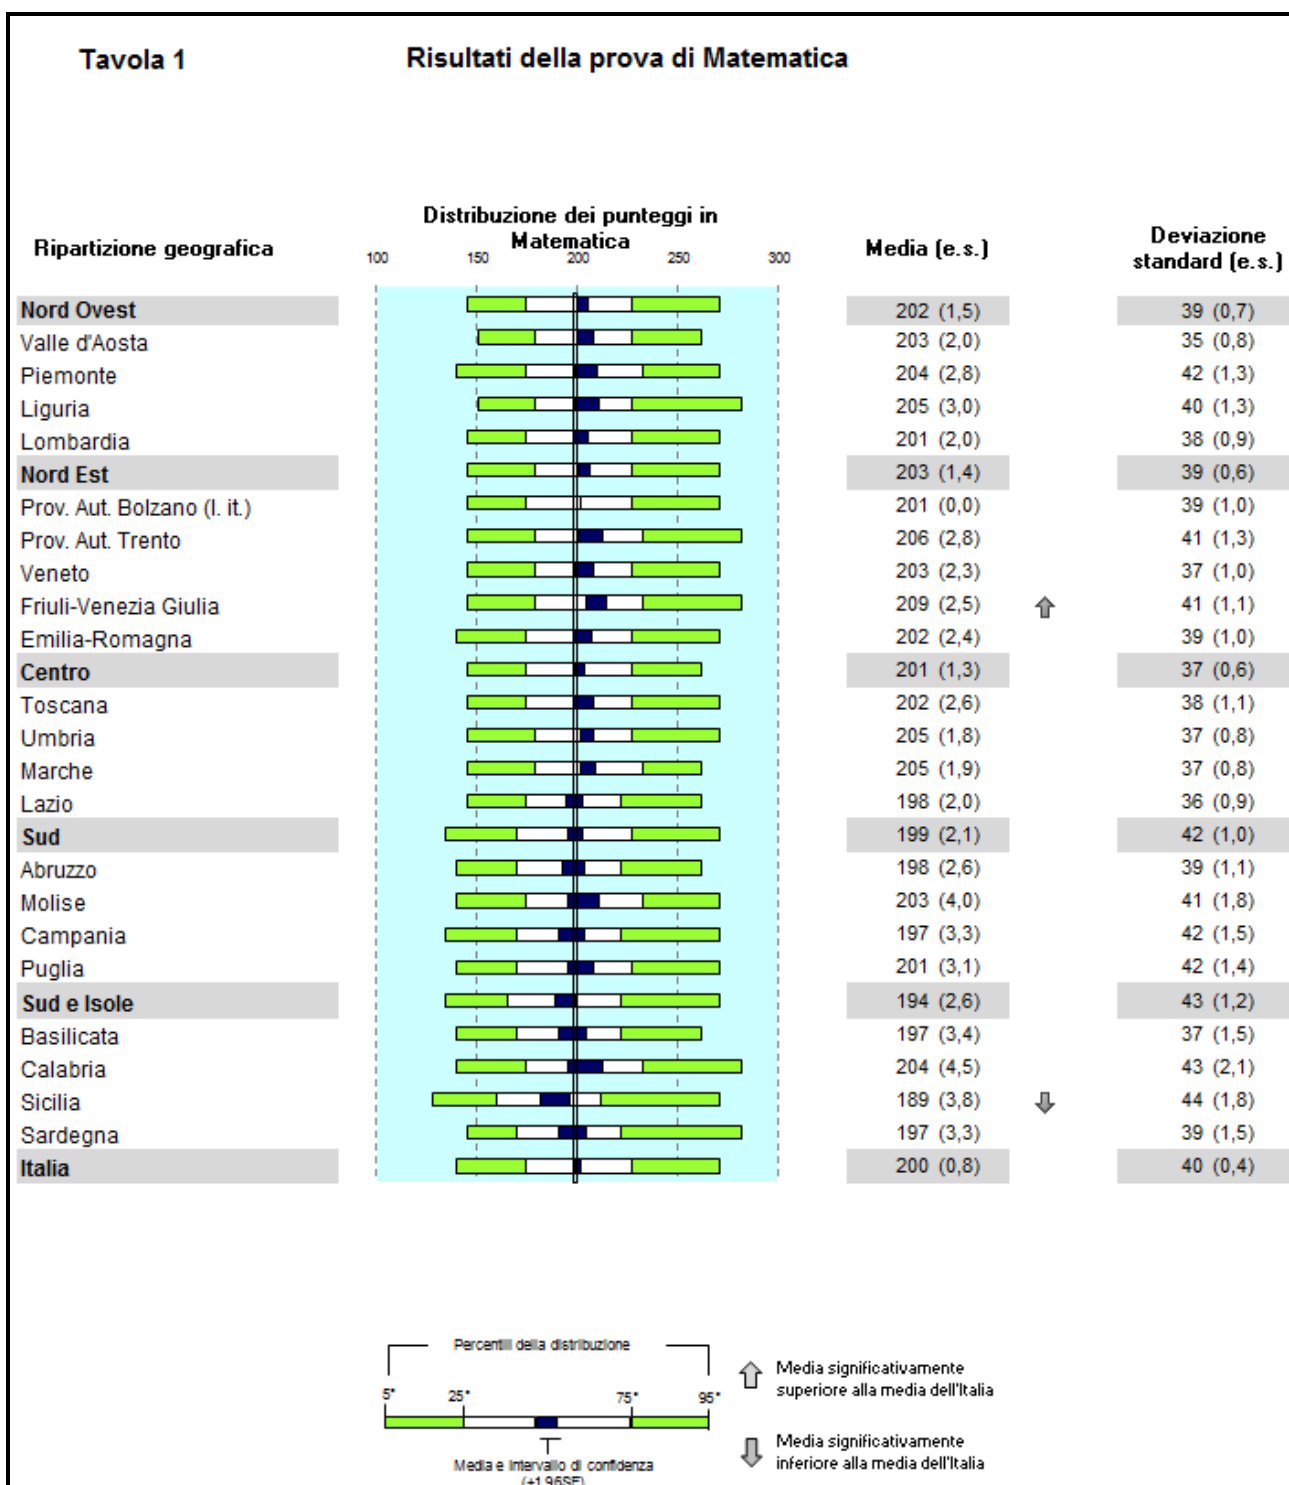 Tavola 1 Risultati della prova di Matematica
Distribuzione dei punteggi in
Matematica
Ripartizione geografica 100 150 200 250 300 Media (e.s.) Deviazione
standard (e.s.)
Nord Ovest 202 (1,5) 39 (0,7)
Valle d'Aosta 203 (2,0) 35 (0,8)
Piemonte 204 (2,8) 42 (1,3)
Liguria 205 (3,0) 40 (1,3)
Lombardia 201 (2,0) 38 (0,9)
Nord Est 203 (1,4) 39 (0,6)
Prov. Aut. Bolzano (l. it.) 201 (0,0) 39 (1,0)
Prov. Aut. Trento 206 (2,8) 41 (1,3)
Veneto 203 (2,3) 37 (1,0)
Friuli-Venezia Giulia 209 (2,5) 41 (1,1)
Emilia-Romagna 202 (2,4) 39 (1,0)
Centro 201 (1,3) 37 (0,6)
Toscana 202 (2,6) 38 (1,1)
Umbria 205 (1,8) 37 (0,8)
Marche 205 (1,9) 37 (0,8)
Lazio 198 (2,0) 36 (0,9)
Sud 199 (2,1) 42 (1,0)
Abruzzo 198 (2,6) 39 (1,1)
Molise 203 (4,0) 41 (1,8)
Campania 197 (3,3) 42 (1,5)
Puglia 201 (3,1) 42 (1,4)
Sud e Isole 194 (2,6) 43 (1,2)
Basilicata 197 (3,4) 37 (1,5)
Calabria 204 (4,5) 43 (2,1)
Sicilia 189 (3,8) 44 (1,8)
Sardegna 197 (3,3) 39 (1,5)
Italia 200 (0,8) 40 (0,4)
Percentili della distribuzione
5° 25° 75° 95°
Media e intervallo di confidenza
(±1.96SE)
Media significativamente
superiore alla media dell'Italia
Media significativamente
inferiore alla media dell'Italia